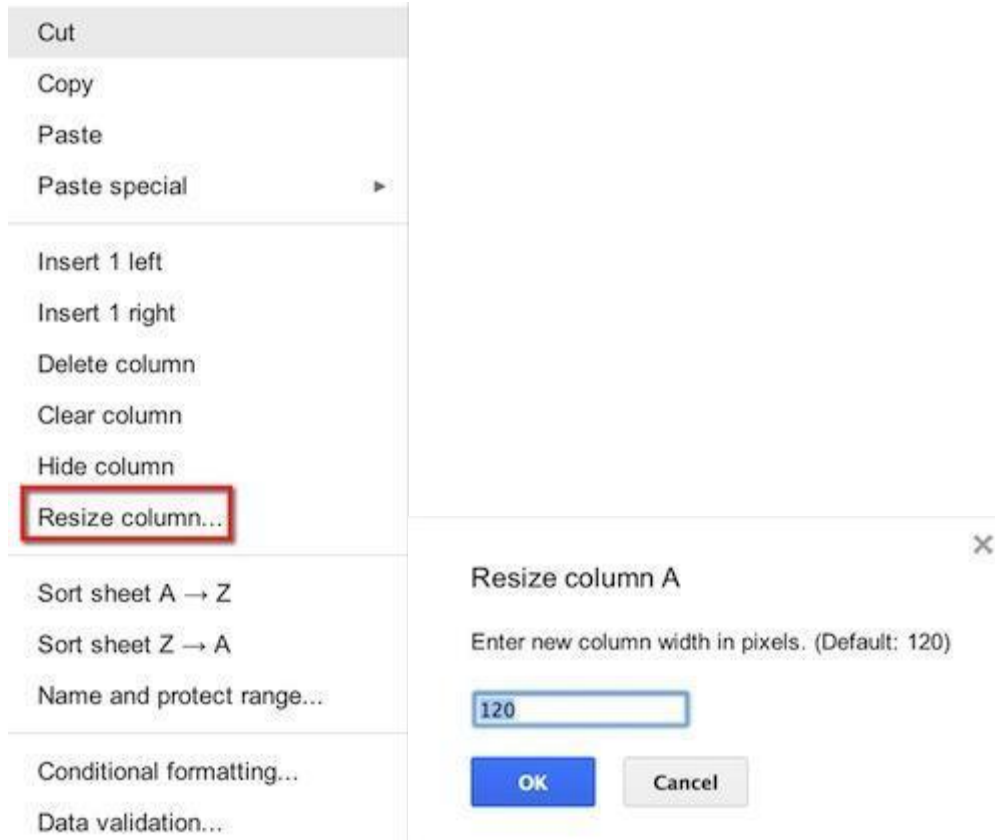 Cut
Copy
Paste
Paste special
Insert 1 left
Insert 1 right
Delete column
Clear column
Hide column
Resize column...
Sort sheet A → Z
Sort sheet Z → A
Name and protect range...
Conditional formatting...
Data validation...
Resize column A
Enter new column width in pixels. (Default: 120)
120
OK Cancel